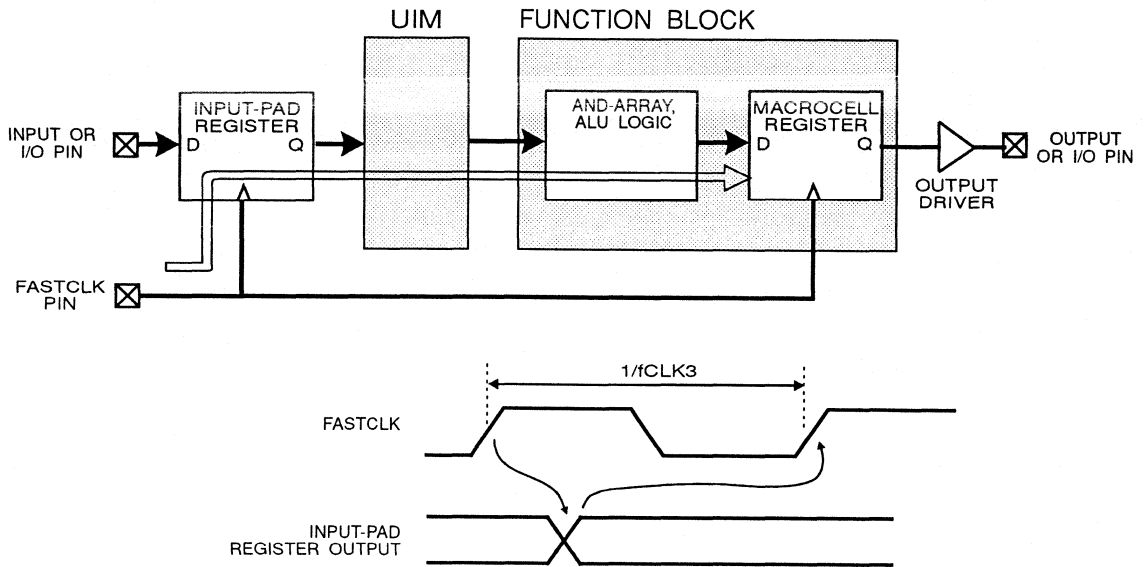 UIM
FUNCTION BLOCK
INPUT OR
I/O PIN
INPUT-PAD
REGISTER
D
Q
AND-ARRAY,
ALU LOGIC
MACROCELL
REGISTER
D
Q
OUTPUT
DRIVER
OUTPUT
OR I/O PIN
FASTCLK
PIN
1/fCLK3
FASTCLK
INPUT-PAD
REGISTER OUTPUT